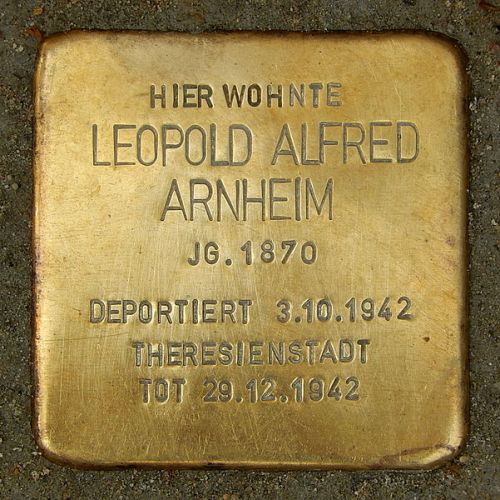 HIER WOHNTE
LEOPOLD ALFRED
ARNHEIM
JG. 1870
DEPORTIERT 3.10.1942
THERESIENSTADT
TOT 29.12.1942